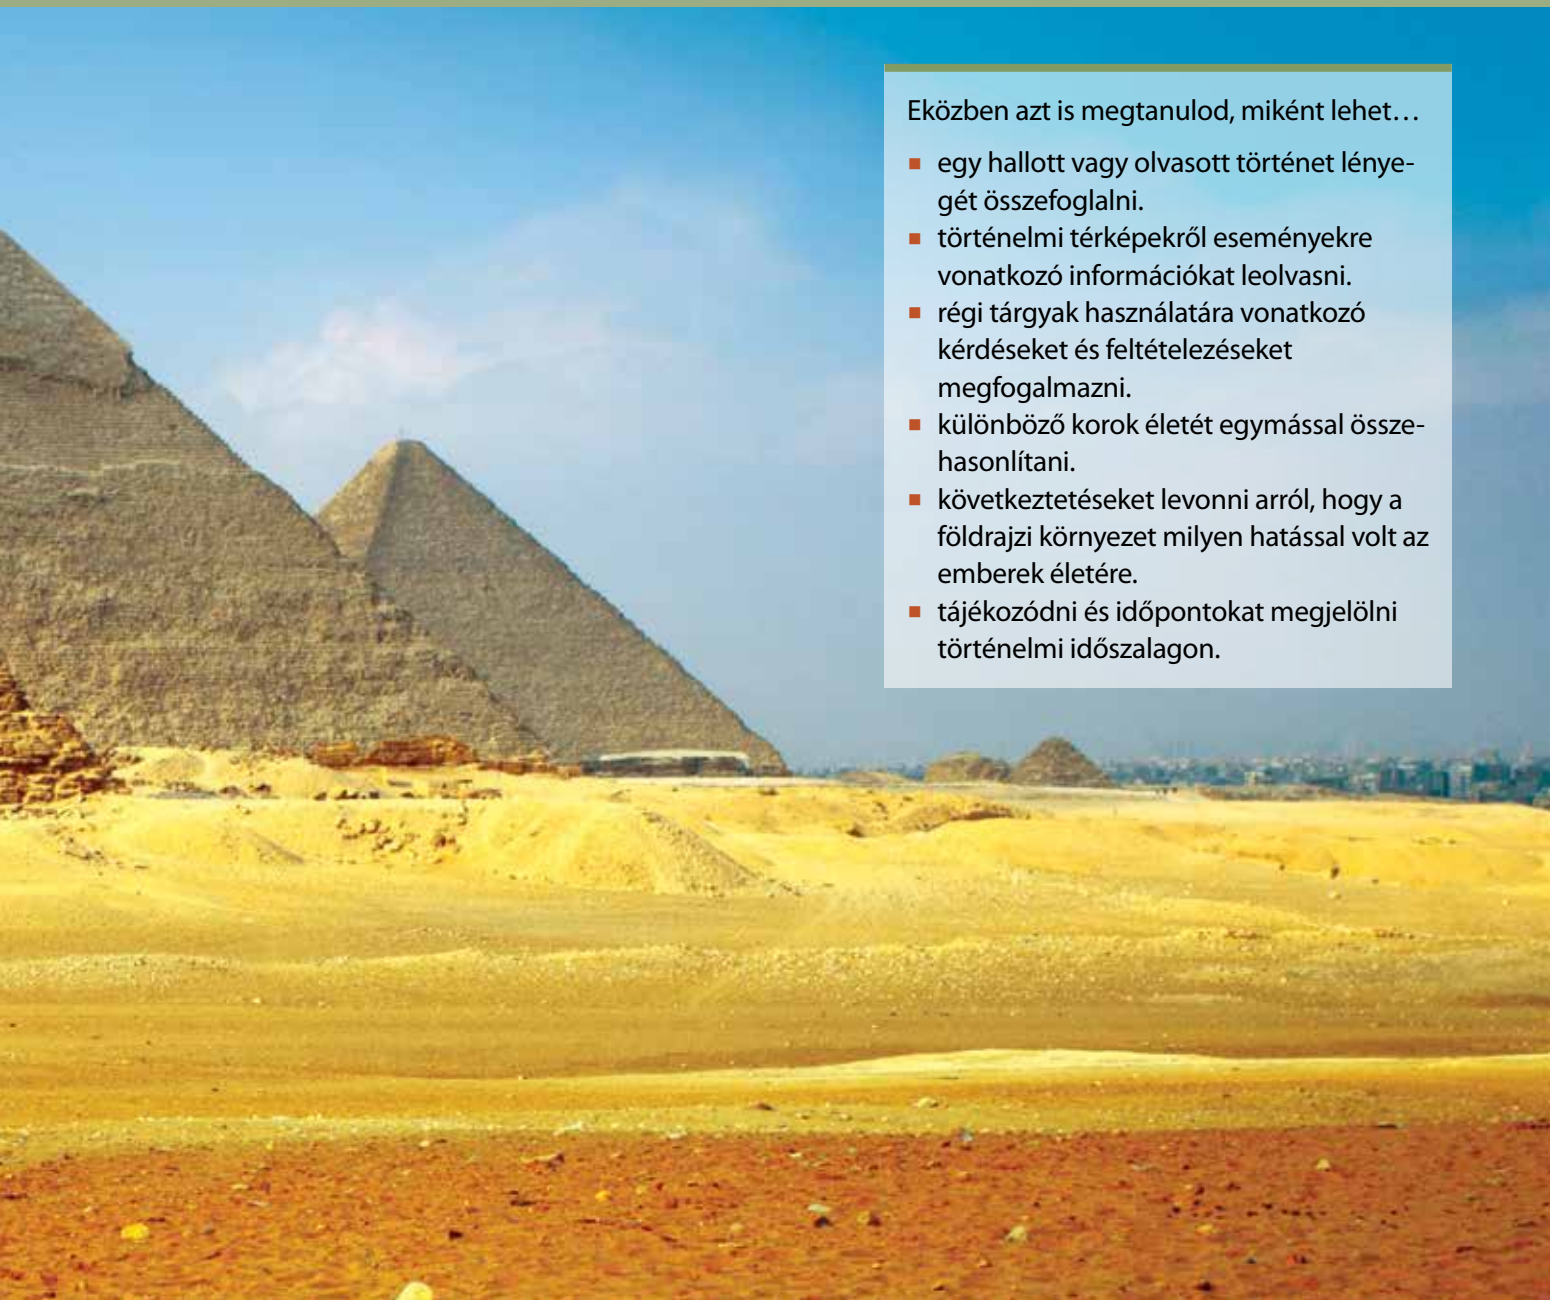 Eközben azt is megtanulod, miként lehet…
■ egy hallott vagy olvasott történet lénye-
gét összefoglalni.
■ történelmi térképekről eseményekre
vonatkozó információkat leolvasni.
■ régi tárgyak használatára vonatkozó
kérdéseket és feltételezéseket
megfogalmazni.
■ különböző korok életét egymással össze-
hasonlítani.
■ következtetéseket levonni arról, hogy a
földrajzi környezet milyen hatással volt az
emberek életére.
■ tájékozódni és időpontokat megjelölni
történelmi időszalagon.